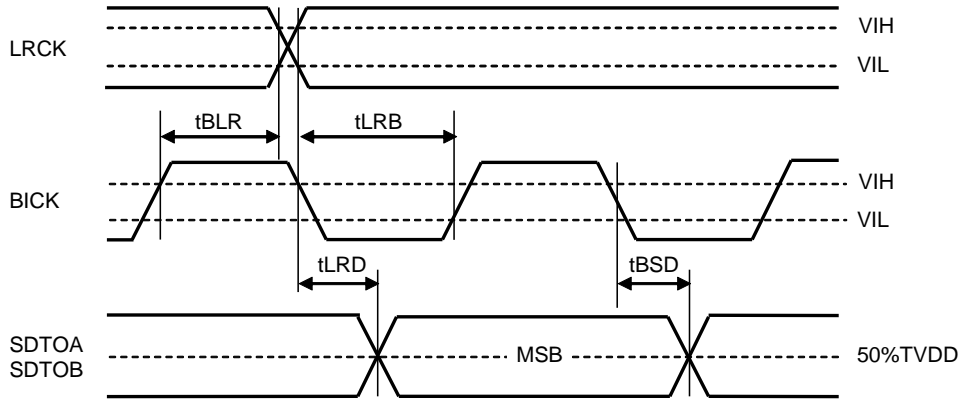 LRCK
VIH
VIL
tBLR
tLRB
BICK
VIH
VIL
tLRD
tBSD
SDTOA
SDTOB
MSB
50%TVDD